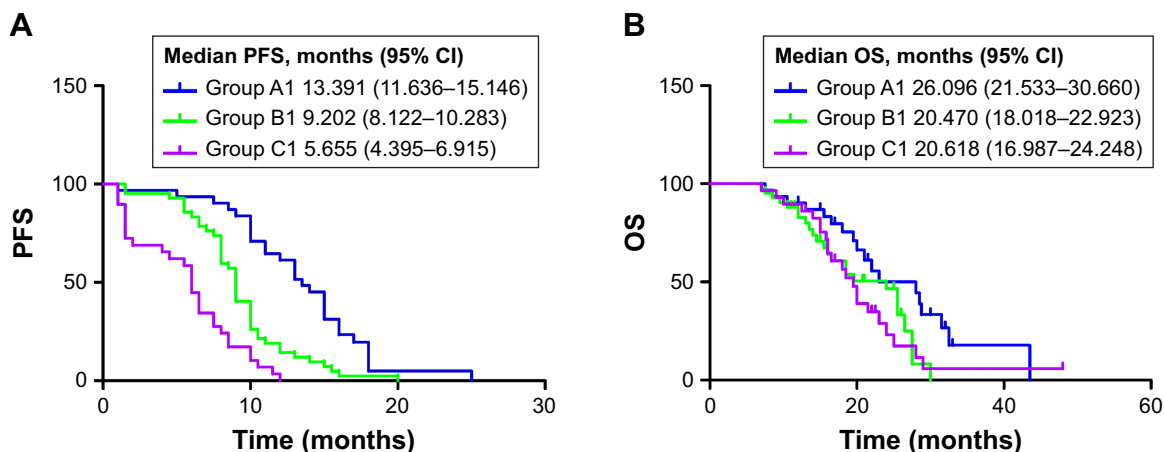 A
Median PFS, months (95% CI)
Group A1 13.391 (11.636–15.146)
Group B1 9.202 (8.122–10.283)
Group C1 5.655 (4.395–6.915)
150
100
50
0
PFS
0 10 20 30
Time (months)
B
Median OS, months (95% CI)
Group A1 26.096 (21.533–30.660)
Group B1 20.470 (18.018–22.923)
Group C1 20.618 (16.987–24.248)
150
100
50
0
OS
0 20 40 60
Time (months)